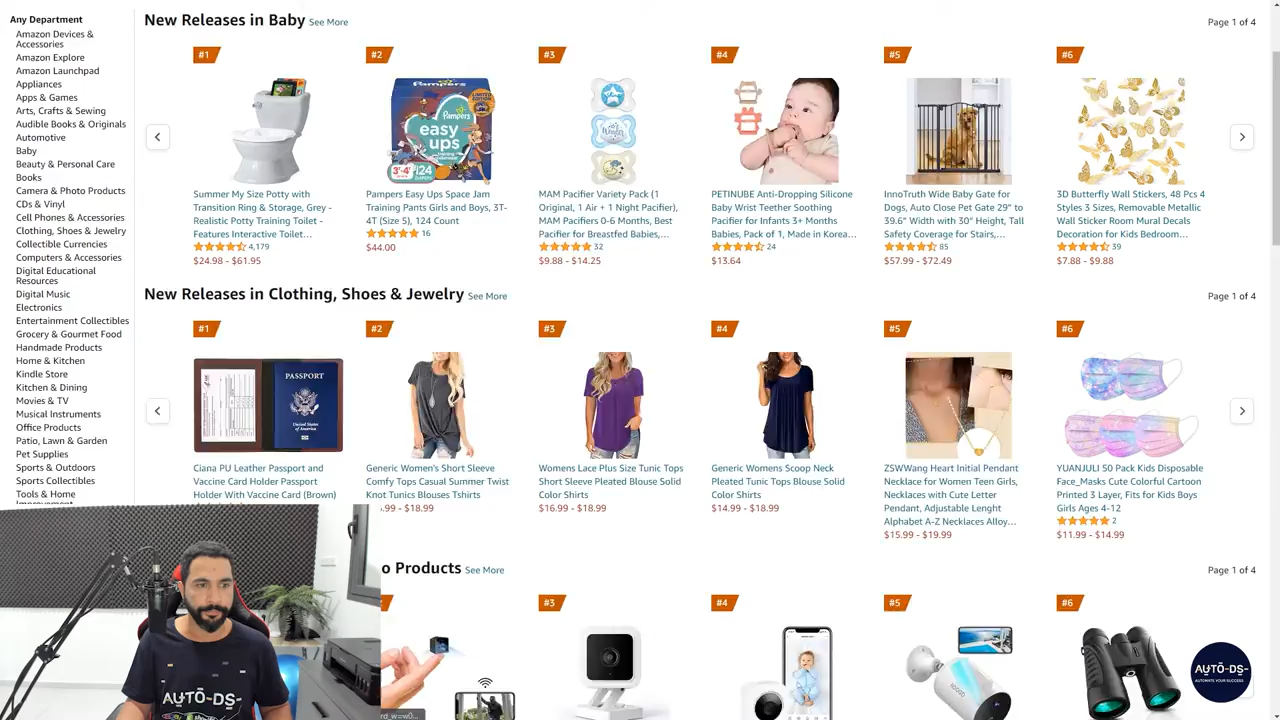 Any Department
Amazon Devices &
Accessories
Amazon Explore
Amazon Launchpad
Appliances
Apps & Games
Arts, Crafts & Sewing
Audible Books & Originals
Automotive
Baby
Beauty & Personal Care
Books
Camera & Photo Products
CDs & Vinyl
Cell Phones & Accessories
Clothing, Shoes & Jewelry
Collectible Currencies
Computers & Accessories
Digital Educational
Resources
Digital Music
Electronics
Entertainment Collectibles
Grocery & Gourmet Food
Handmade Products
Home & Kitchen
Kindle Store
Kitchen & Dining
Movies & TV
Musical Instruments
Office Products
Patio, Lawn & Garden
Pet Supplies
Sports & Outdoors
Sports Collectibles
Tools & Home
New Releases in Baby See More
Page 1 of 4
#1
Summer My Size Potty with
Transition Ring & Storage, Grey -
Realistic Potty Training Toilet -
Features Interactive Toilet...
4,179
$24.98 - $61.95
#2
Pampers
easy
ups
124
Pampers Easy Ups Space Jam
Training Pants Girls and Boys, 3T-
4T (Size 5), 124 Count
16
$44.00
#3
MAM Pacifier Variety Pack (1
Original, 1 Air + 1 Night Pacifier),
MAM Pacifiers 0-6 Months, Best
Pacifier for Breastfed Babies,...
32
$9.88 - $14.25
#4
PETINUBE Anti-Dropping Silicone
Baby Wrist Teether Soothing
Pacifier for Infants 3+ Months
Babies, Pack of 1, Made in Korea...
24
$13.64
#5
InnoTruth Wide Baby Gate for
Dogs, Auto Close Pet Gate 29" to
39.6" Width with 30" Height, Tall
Safety Coverage for Stairs,...
85
$57.99 - $72.49
#6
3D Butterfly Wall Stickers, 48 Pcs 4
Styles 3 Sizes, Removable Metallic
Wall Sticker Room Mural Decals
Decoration for Kids Bedroom...
39
$7.88 - $9.88
New Releases in Clothing, Shoes & Jewelry See More
Page 1 of 4
#1
PASSPORT
United States
of America
Ciana PU Leather Passport and
Vaccine Card Holder Passport
Holder With Vaccine Card (Brown)
#2
Generic Women's Short Sleeve
Comfy Tops Casual Summer Twist
Knot Tunics Blouses Tshirts
.99 - $18.99
#3
Womens Lace Plus Size Tunic Tops
Short Sleeve Pleated Blouse Solid
Color Shirts
$16.99 - $18.99
#4
Generic Womens Scoop Neck
Pleated Tunic Tops Blouse Solid
Color Shirts
$14.99 - $18.99
#5
ZSWWang Heart Initial Pendant
Necklace for Women Teen Girls,
Necklaces with Cute Letter
Pendant, Adjustable Lenght
Alphabet A-Z Necklaces Alloy...
$15.99 - $19.99
#6
YUANJULI 50 Pack Kids Disposable
Face_Masks Cute Colorful Cartoon
Printed 3 Layer, Fits for Kids Boys
Girls Ages 4-12
2
$11.99 - $14.99
o Products See More
Page 1 of 4
#3
#4
#5
#6
rd_w=w0...
AUTO-DS-
AUTO-DS-
AUTOMATE YOUR SUCCESS